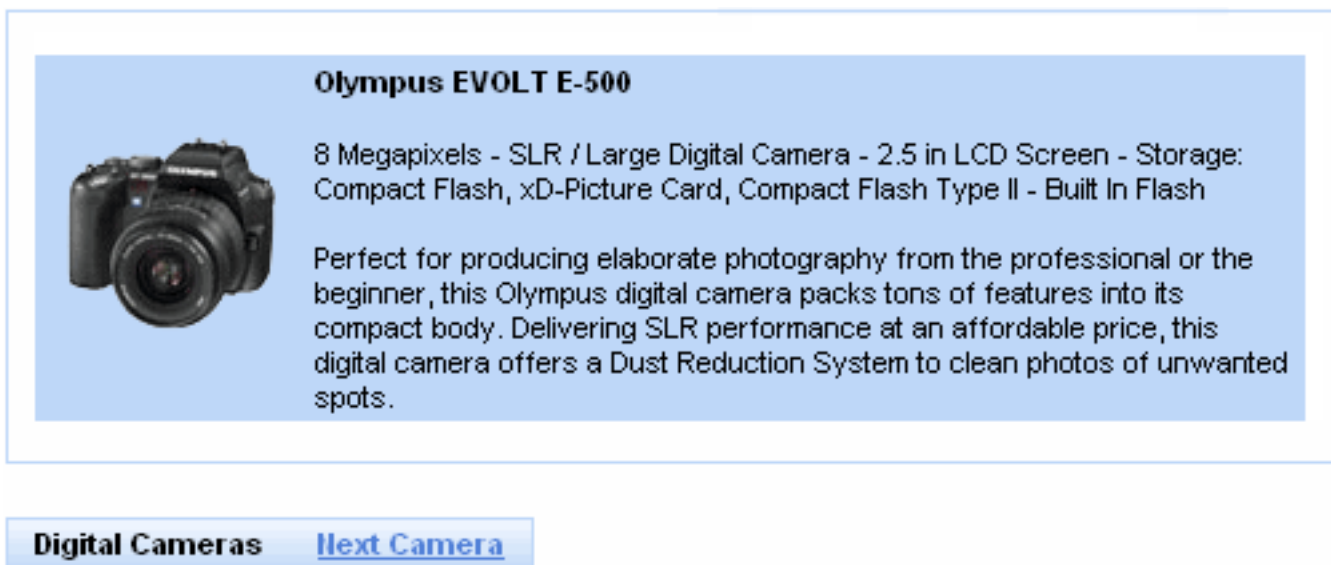 Olympus EVOLT E-500
8 Megapixels - SLR / Large Digital Camera - 2.5 in LCD Screen - Storage:
Compact Flash, xD-Picture Card, Compact Flash Type II - Built In Flash
Perfect for producing elaborate photography from the professional or the
beginner, this Olympus digital camera packs tons of features into its
compact body. Delivering SLR performance at an affordable price, this
digital camera offers a Dust Reduction System to clean photos of unwanted
spots.
Digital Cameras Next Camera